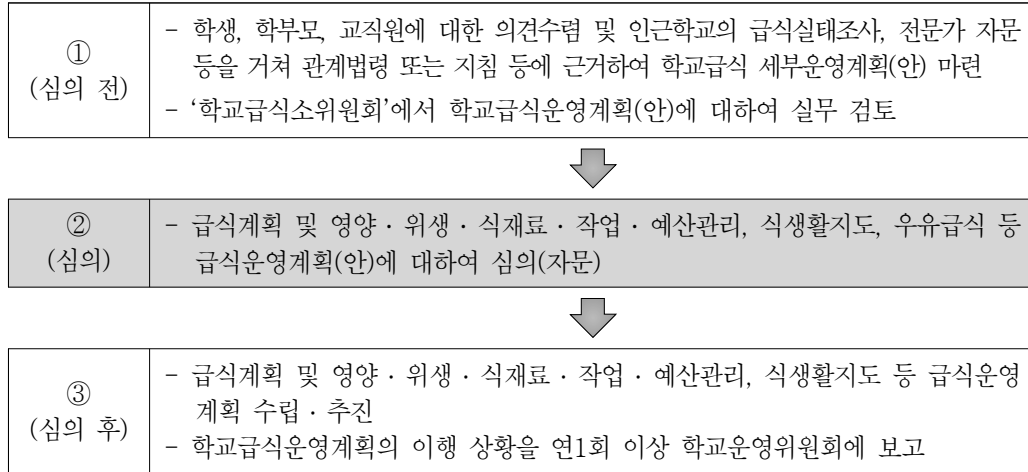 ①
(심의 전)
- 학생, 학부모, 교직원에 대한 의견수렴 및 인근학교의 급식실태조사, 전문가 자문
등을 거쳐 관계법령 또는 지침 등에 근거하여 학교급식 세부운영계획(안) 마련
- ‘학교급식소위원회’에서 학교급식운영계획(안)에 대하여 실무 검토
②
(심의)
- 급식계획 및 영양 · 위생 · 식재료 · 작업 · 예산관리, 식생활지도, 우유급식 등
급식운영계획(안)에 대하여 심의(자문)
③
(심의 후)
- 급식계획 및 영양 · 위생 · 식재료 · 작업 · 예산관리, 식생활지도 등 급식운영
계획 수립 · 추진
- 학교급식운영계획의 이행 상황을 연1회 이상 학교운영위원회에 보고